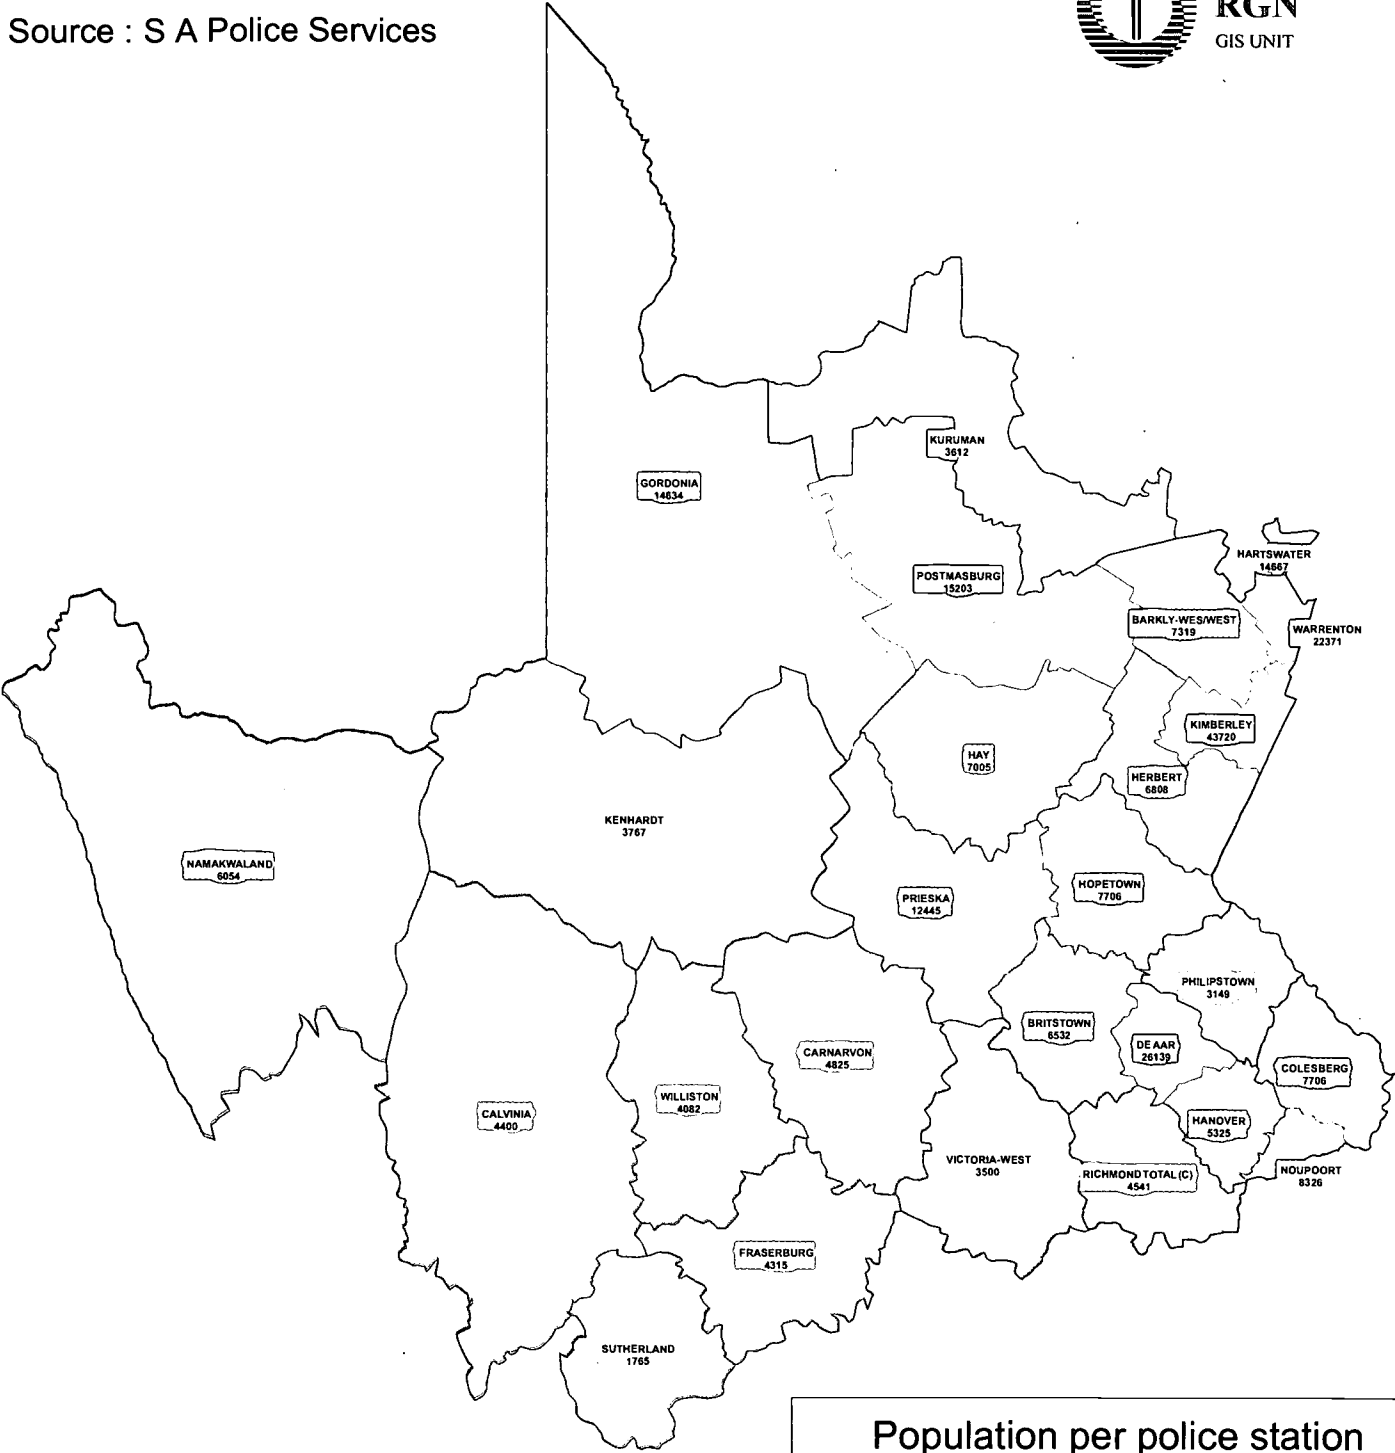 Source : S A Police Services
RGN
GIS UNIT
KURUMAN
3612
GORDONIA
14634
HARTSWATER
14667
POSTMASBURG
15203
BARKLY-WES/WEST
7319
WARRENTON
22371
KIMBERLEY
43720
HAY
7005
HERBERT
6808
KENHARDT
3767
NAMAKWALAND
6054
HOPETOWN
7706
PRIESKA
12445
PHILIPSTOWN
3149
BRITSTOWN
6532
DE AAR
26139
CARNARVON
4825
COLESBERG
7706
WILLISTON
4082
CALVINIA
4400
HANOVER
5325
VICTORIA-WEST
3500
RICHMOND TOTAL (C)
4541
NOUPOORT
8326
FRASERBURG
4315
SUTHERLAND
1765
Population per police station